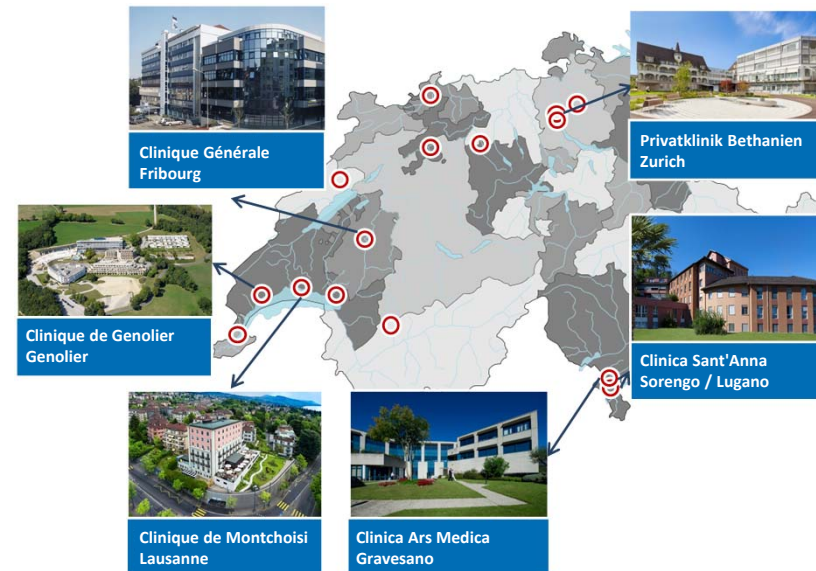 Clinique Générale
Fribourg
Privatklinik Bethanien
Zurich
Clinique de Genolier
Genolier
Clinica Sant'Anna
Sorengo / Lugano
Clinique de Montchoisi
Lausanne
Clinica Ars Medica
Gravesano